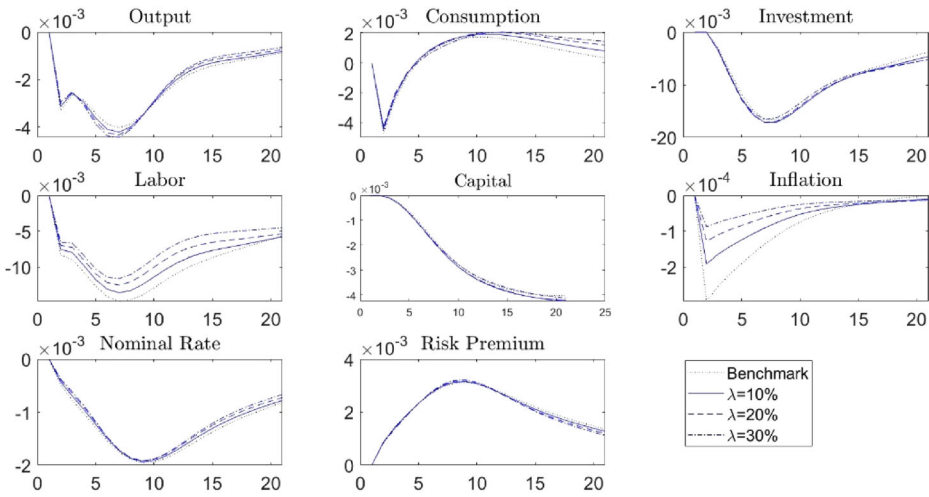 Output
×10⁻³
0
-2
-4
0 5 10 15 20
Consumption
×10⁻³
2
0
-2
-4
0 5 10 15 20
Investment
×10⁻³
0
-10
-20
0 5 10 15 20
Labor
×10⁻³
0
-5
-10
0 5 10 15 20
Capital
×10⁻³
0
-1
-2
-3
-4
0 5 10 15 20 25
Inflation
×10⁻⁴
0
-1
-2
0 5 10 15 20
Nominal Rate
×10⁻³
0
-1
-2
0 5 10 15 20
Risk Premium
×10⁻³
4
2
0
0 5 10 15 20
Benchmark
λ=10%
λ=20%
λ=30%